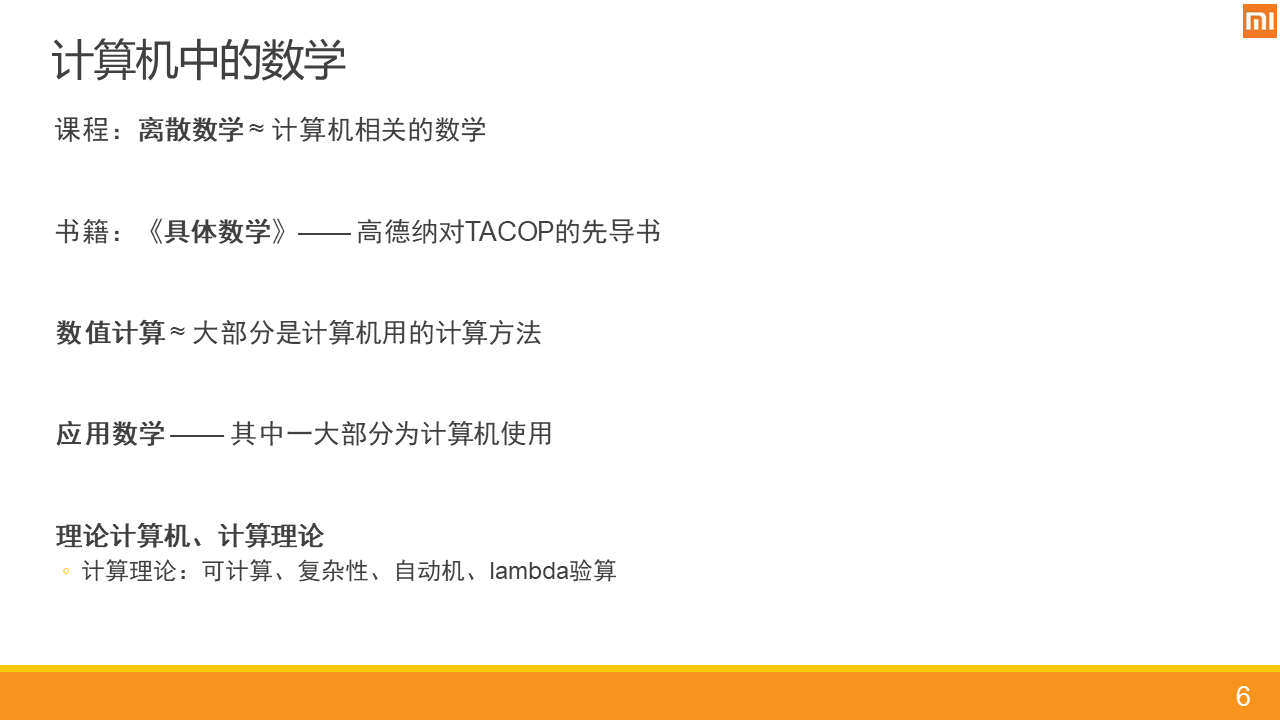 计算机中的数学
课程：离散数学 ≈ 计算机相关的数学
书籍：《具体数学》—— 高德纳对TACOP的先导书
数值计算 ≈ 大部分是计算机用的计算方法
应用数学 —— 其中一大部分为计算机使用
理论计算机、计算理论
◦ 计算理论：可计算、复杂性、自动机、lambda验算
6
MI